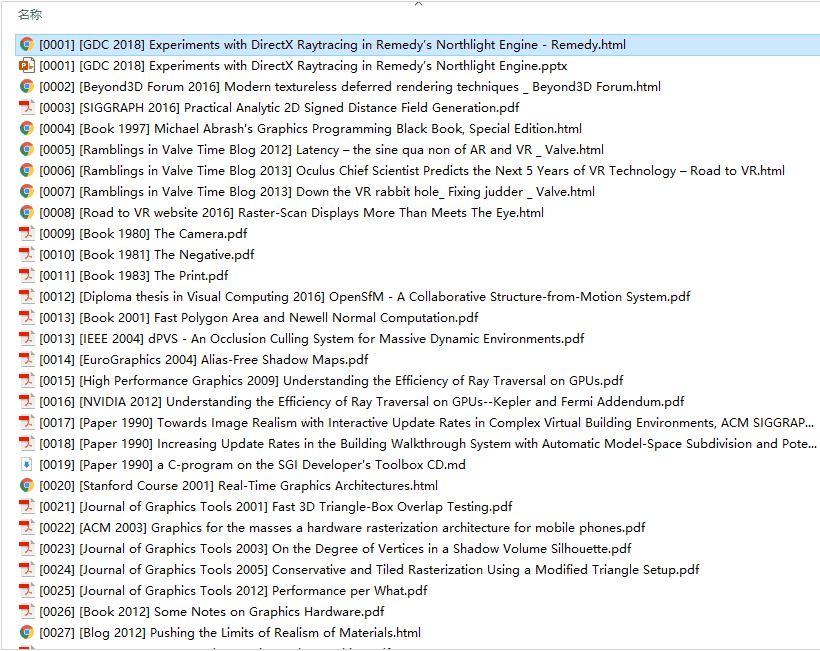 名称
[0001] [GDC 2018] Experiments with DirectX Raytracing in Remedy's Northlight Engine - Remedy.html
[0001] [GDC 2018] Experiments with DirectX Raytracing in Remedy's Northlight Engine.pptx
[0002] [Beyond3D Forum 2016] Modern textureless deferred rendering techniques _ Beyond3D Forum.html
[0003] [SIGGRAPH 2016] Practical Analytic 2D Signed Distance Field Generation.pdf
[0004] [Book 1997] Michael Abrash's Graphics Programming Black Book, Special Edition.html
[0005] [Ramblings in Valve Time Blog 2012] Latency – the sine qua non of AR and VR _ Valve.html
[0006] [Ramblings in Valve Time Blog 2013] Oculus Chief Scientist Predicts the Next 5 Years of VR Technology – Road to VR.html
[0007] [Ramblings in Valve Time Blog 2013] Down the VR rabbit hole_ Fixing judder _ Valve.html
[0008] [Road to VR website 2016] Raster-Scan Displays More Than Meets The Eye.html
[0009] [Book 1980] The Camera.pdf
[0010] [Book 1981] The Negative.pdf
[0011] [Book 1983] The Print.pdf
[0012] [Diploma thesis in Visual Computing 2016] OpenSfM - A Collaborative Structure-from-Motion System.pdf
[0013] [Book 2001] Fast Polygon Area and Newell Normal Computation.pdf
[0013] [IEEE 2004] dPVS - An Occlusion Culling System for Massive Dynamic Environments.pdf
[0014] [EuroGraphics 2004] Alias-Free Shadow Maps.pdf
[0015] [High Performance Graphics 2009] Understanding the Efficiency of Ray Traversal on GPUs.pdf
[0016] [NVIDIA 2012] Understanding the Efficiency of Ray Traversal on GPUs--Kepler and Fermi Addendum.pdf
[0017] [Paper 1990] Towards Image Realism with Interactive Update Rates in Complex Virtual Building Environments, ACM SIGGRAP...
[0018] [Paper 1990] Increasing Update Rates in the Building Walkthrough System with Automatic Model-Space Subdivision and Pote...
[0019] [Paper 1990] a C-program on the SGI Developer's Toolbox CD.md
[0020] [Stanford Course 2001] Real-Time Graphics Architectures.html
[0021] [Journal of Graphics Tools 2001] Fast 3D Triangle-Box Overlap Testing.pdf
[0022] [ACM 2003] Graphics for the masses a hardware rasterization architecture for mobile phones.pdf
[0023] [Journal of Graphics Tools 2003] On the Degree of Vertices in a Shadow Volume Silhouette.pdf
[0024] [Journal of Graphics Tools 2005] Conservative and Tiled Rasterization Using a Modified Triangle Setup.pdf
[0025] [Journal of Graphics Tools 2012] Performance per What.pdf
[0026] [Book 2012] Some Notes on Graphics Hardware.pdf
[0027] [Blog 2012] Pushing the Limits of Realism of Materials.html